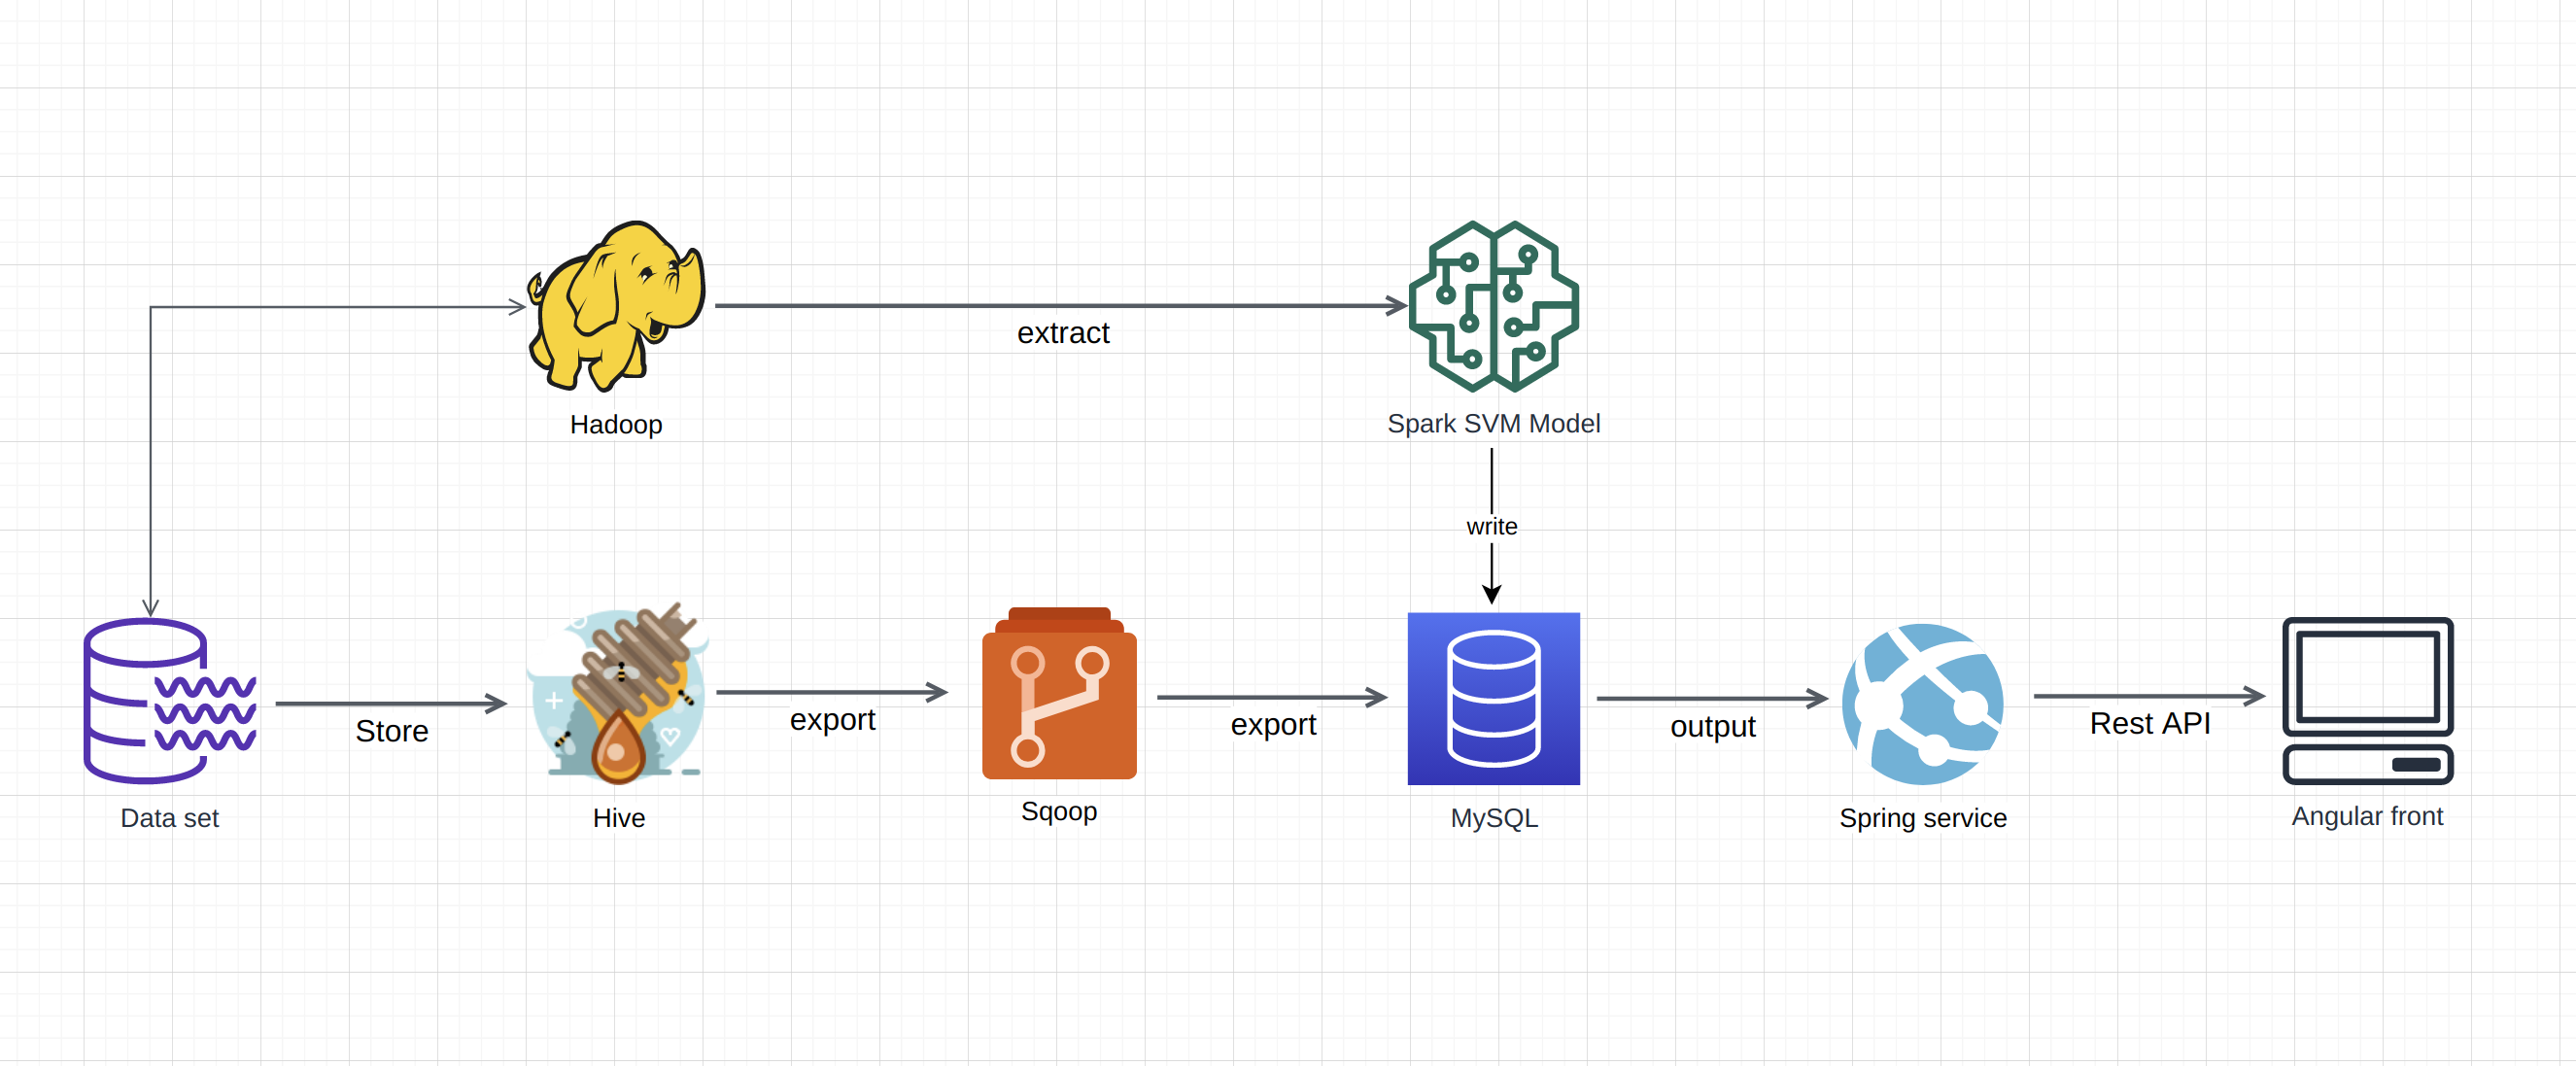 extract
Hadoop
Spark SVM Model
write
Store
export
export
output
Rest API
Data set
Hive
Sqoop
MySQL
Spring service
Angular front